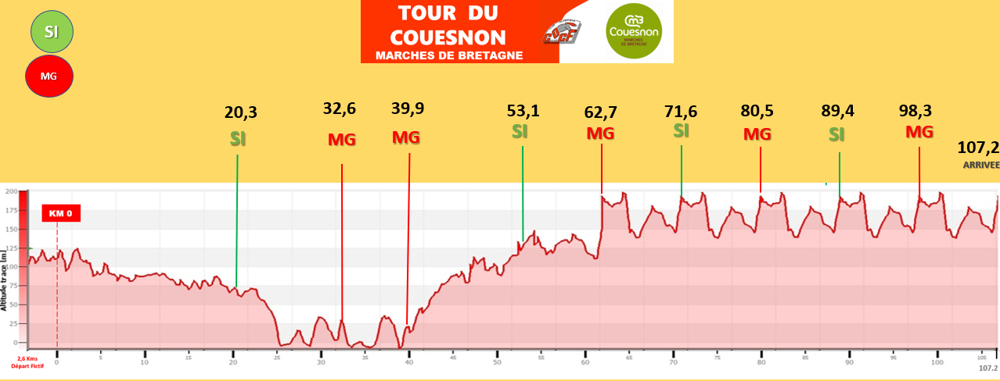 SI
MG
TOUR DU
COUESNON
MARCHES DE BRETAGNE
COCF
Couesnon
MARCHES
DE BRETAGNE
20,3
SI
32,6
MG
39,9
MG
53,1
SI
62,7
MG
71,6
SI
80,5
MG
89,4
SI
98,3
MG
107,2
ARRIVEE
KM 0
Altitude trace [m]
200
175
150
125
100
75
50
25
0
2,6 Kms
Départ Fictif
0 5 10 15 20 25 30 35 40 45 50 55 60 65 70 75 80 85 90 95 100 105
107.2